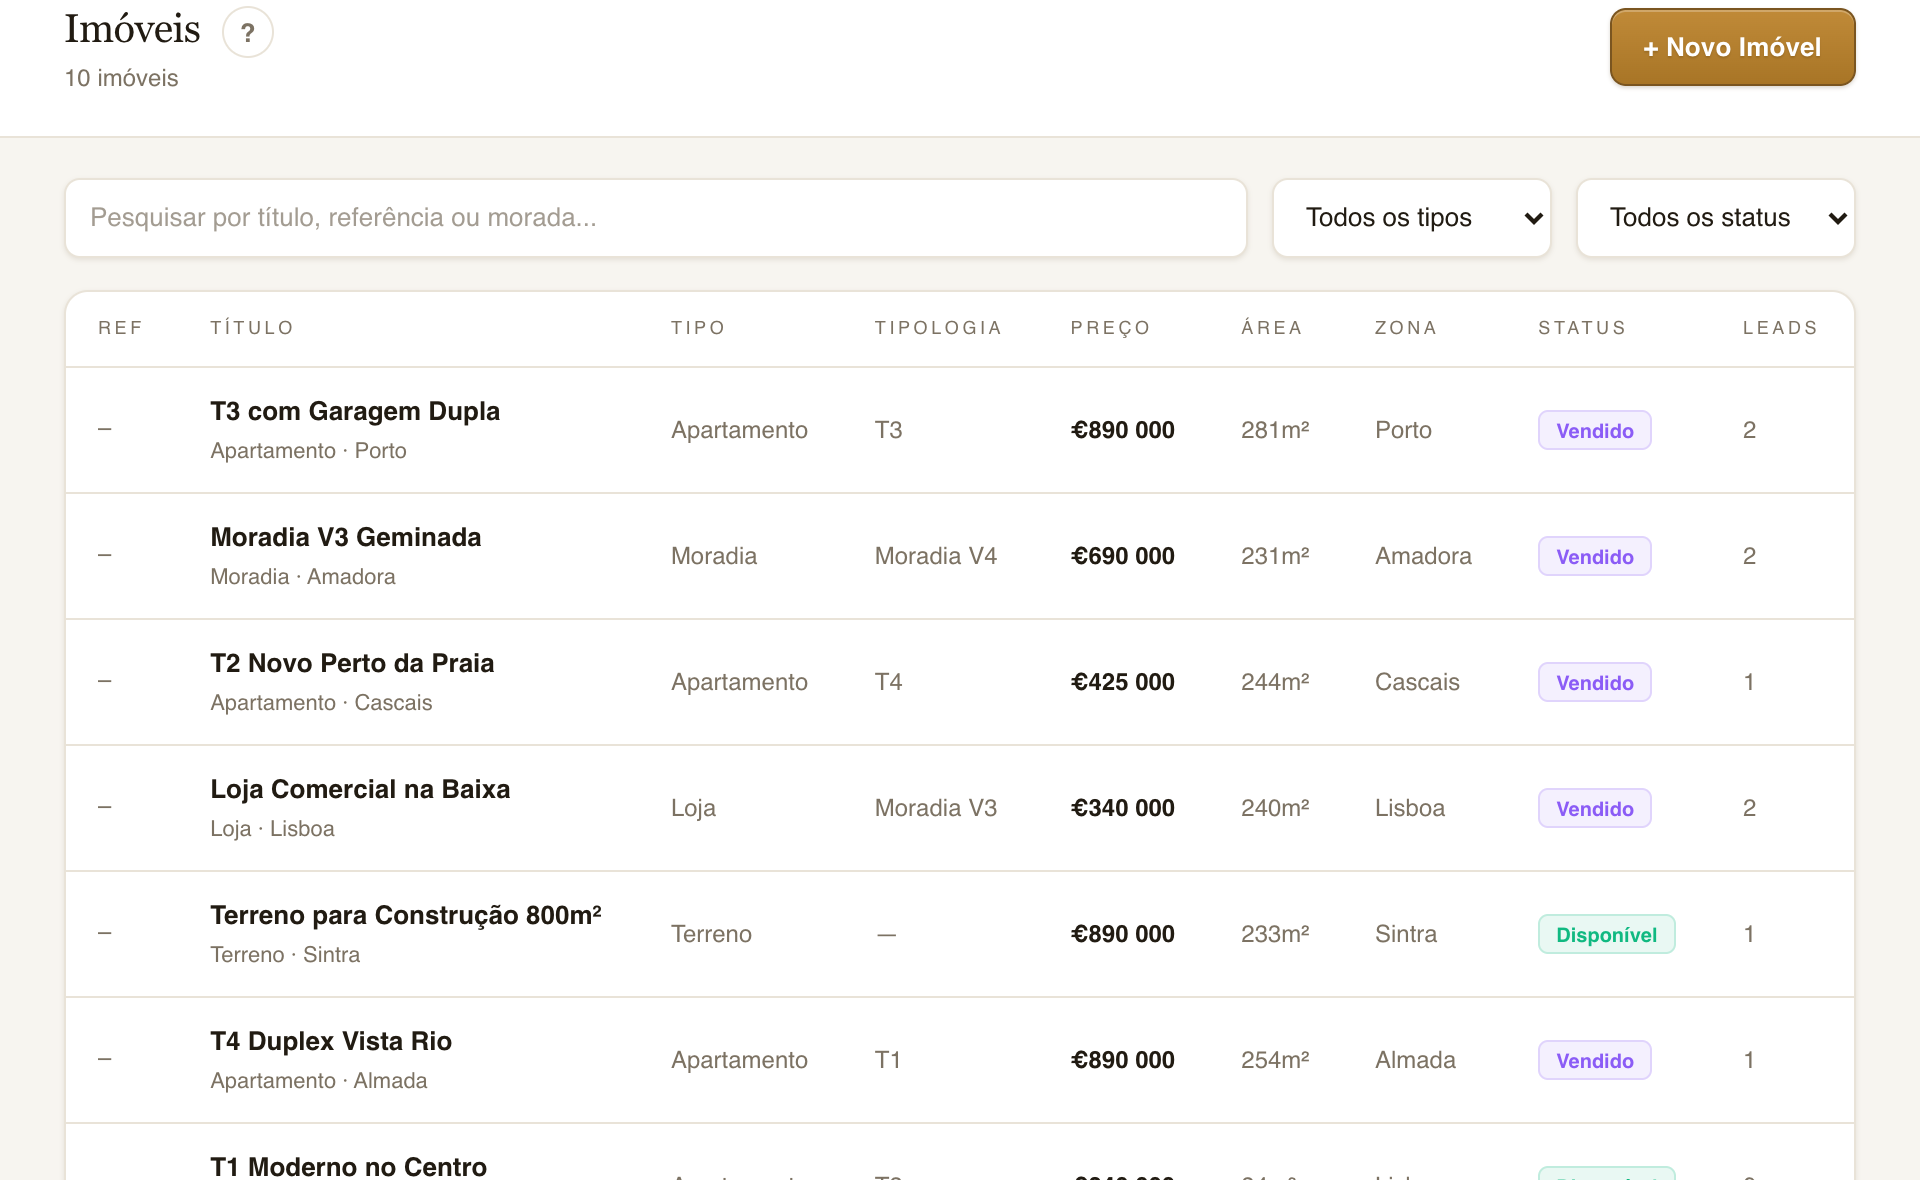 Imóveis ?
10 imóveis
+ Novo Imóvel
Pesquisar por título, referência ou morada...
Todos os tipos
Todos os status
REF TÍTULO TIPO TIPOLOGIA PREÇO ÁREA ZONA STATUS LEADS
– T3 com Garagem Dupla Apartamento T3 €890 000 281m² Porto Vendido 2
Apartamento · Porto
– Moradia V3 Geminada Moradia Moradia V4 €690 000 231m² Amadora Vendido 2
Moradia · Amadora
– T2 Novo Perto da Praia Apartamento T4 €425 000 244m² Cascais Vendido 1
Apartamento · Cascais
– Loja Comercial na Baixa Loja Moradia V3 €340 000 240m² Lisboa Vendido 2
Loja · Lisboa
– Terreno para Construção 800m² Terreno — €890 000 233m² Sintra Disponível 1
Terreno · Sintra
– T4 Duplex Vista Rio Apartamento T1 €890 000 254m² Almada Vendido 1
Apartamento · Almada
T1 Moderno no Centro